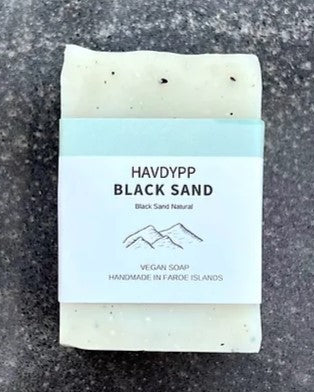 HAVDYPP
BLACK SAND
Black Sand Natural
VEGAN SOAP
HANDMADE IN FAROE ISLANDS